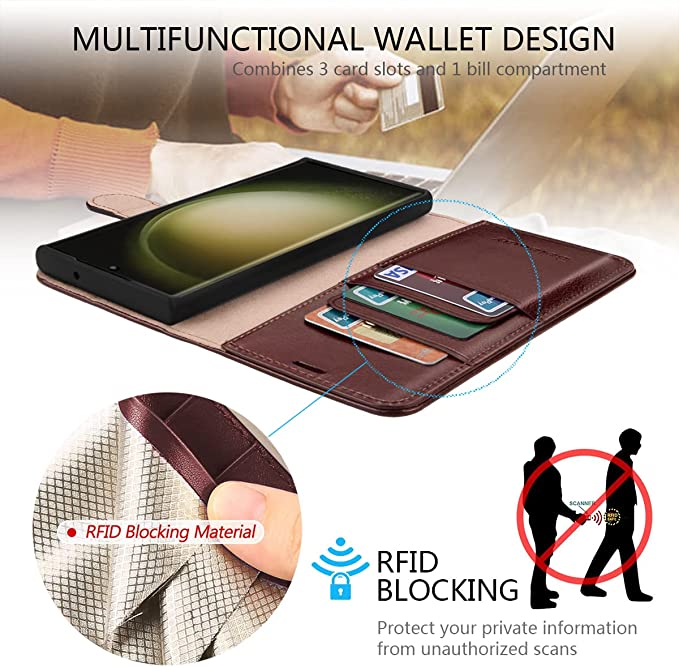 MULTIFUNCTIONAL WALLET DESIGN
Combines 3 card slots and 1 bill compartment
RFID Blocking Material
SCANNER
RFID
BLOCKING
Protect your private information
from unauthorized scans